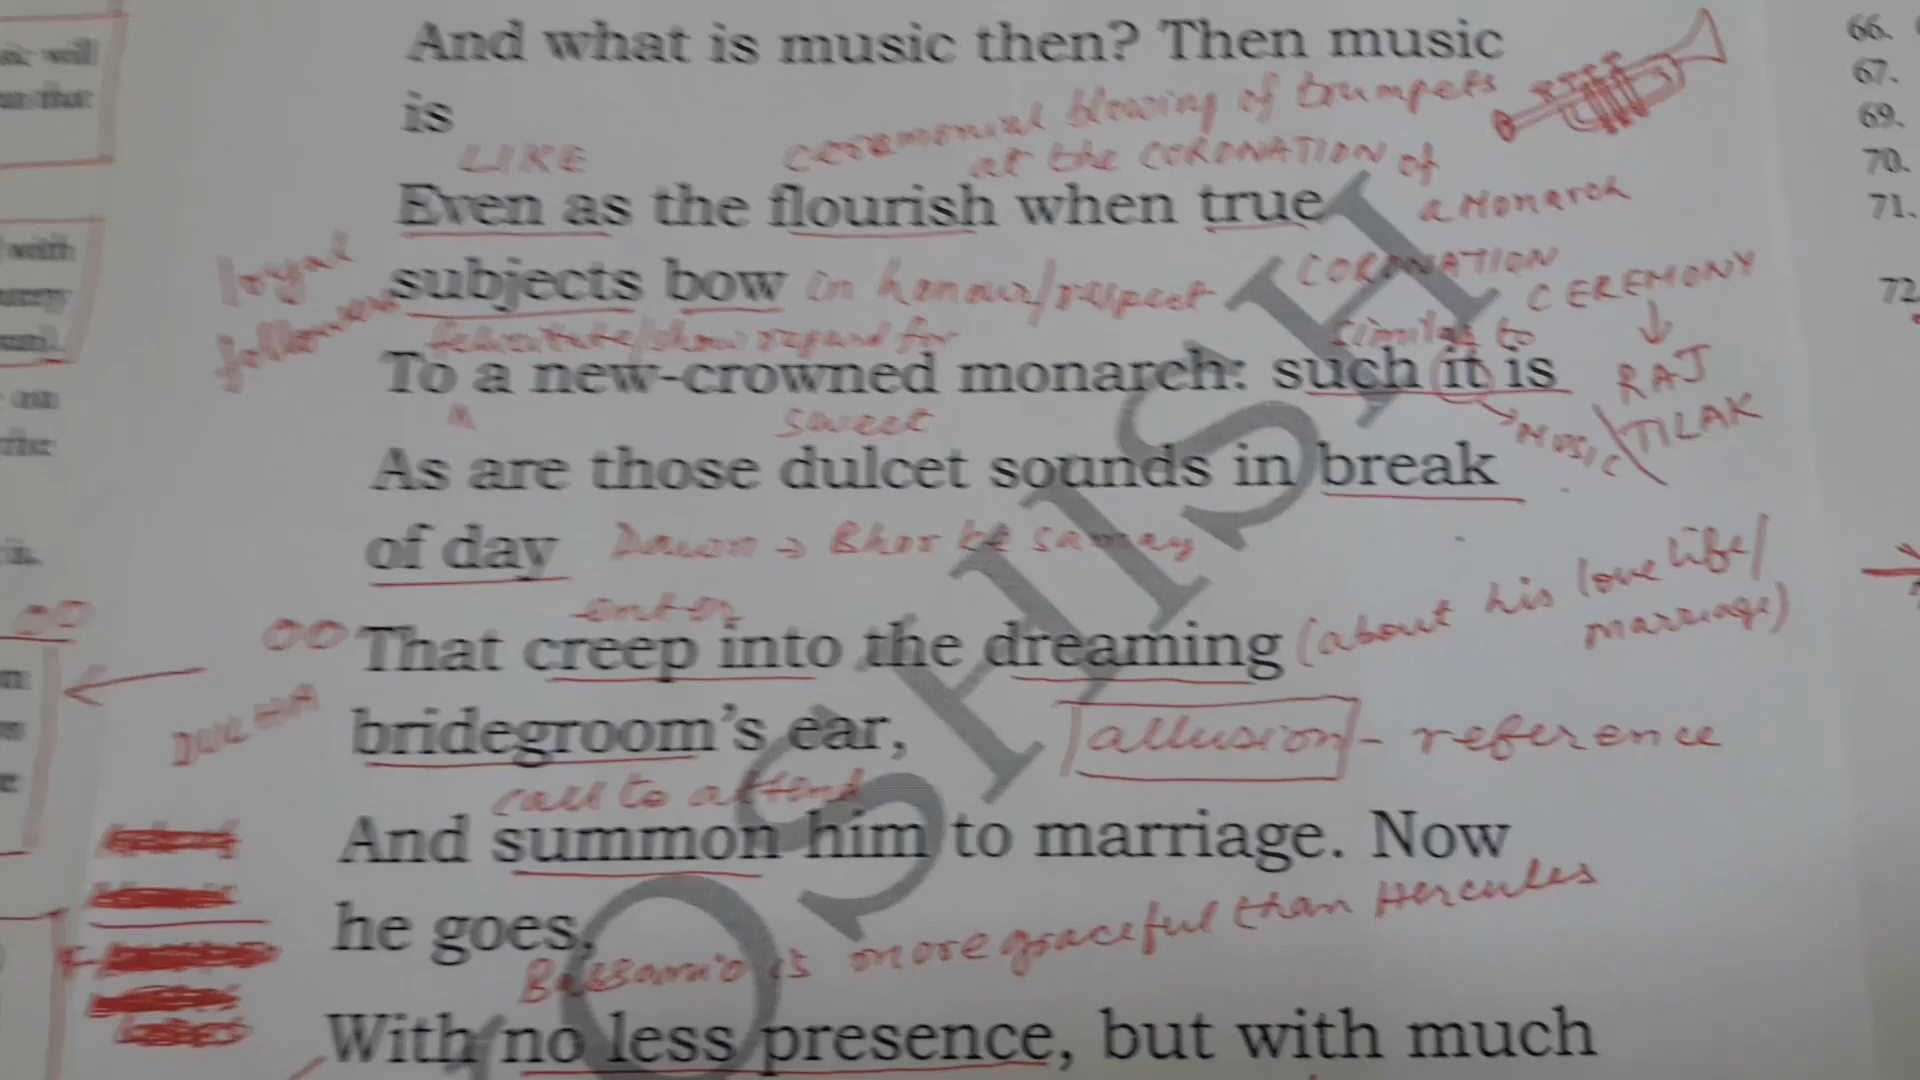 And what is music then? Then music
is
ceremonial blowing of trumpets
LIKE
at the CORONATION of
a Monarch
Even as the flourish when true
loyal
followers
subjects bow in honour/respect
CORONATION
CEREMONY
RAJ
TILAK
felicitate/show regard for
similar to
To a new-crowned monarch: such it is
sweet
MUSIC
As are those dulcet sounds in break
of day Dawn → Bhor ke samay
enter
That creep into the dreaming (about his love life/
marriage)
DULHA
bridegroom's ear,
allusion - reference
call to attend
And summon him to marriage. Now
he goes,
Bassanio is more graceful than Hercules
With no less presence, but with much
KOSHISH
66.
67.
69.
70.
71.
72
will
with
the